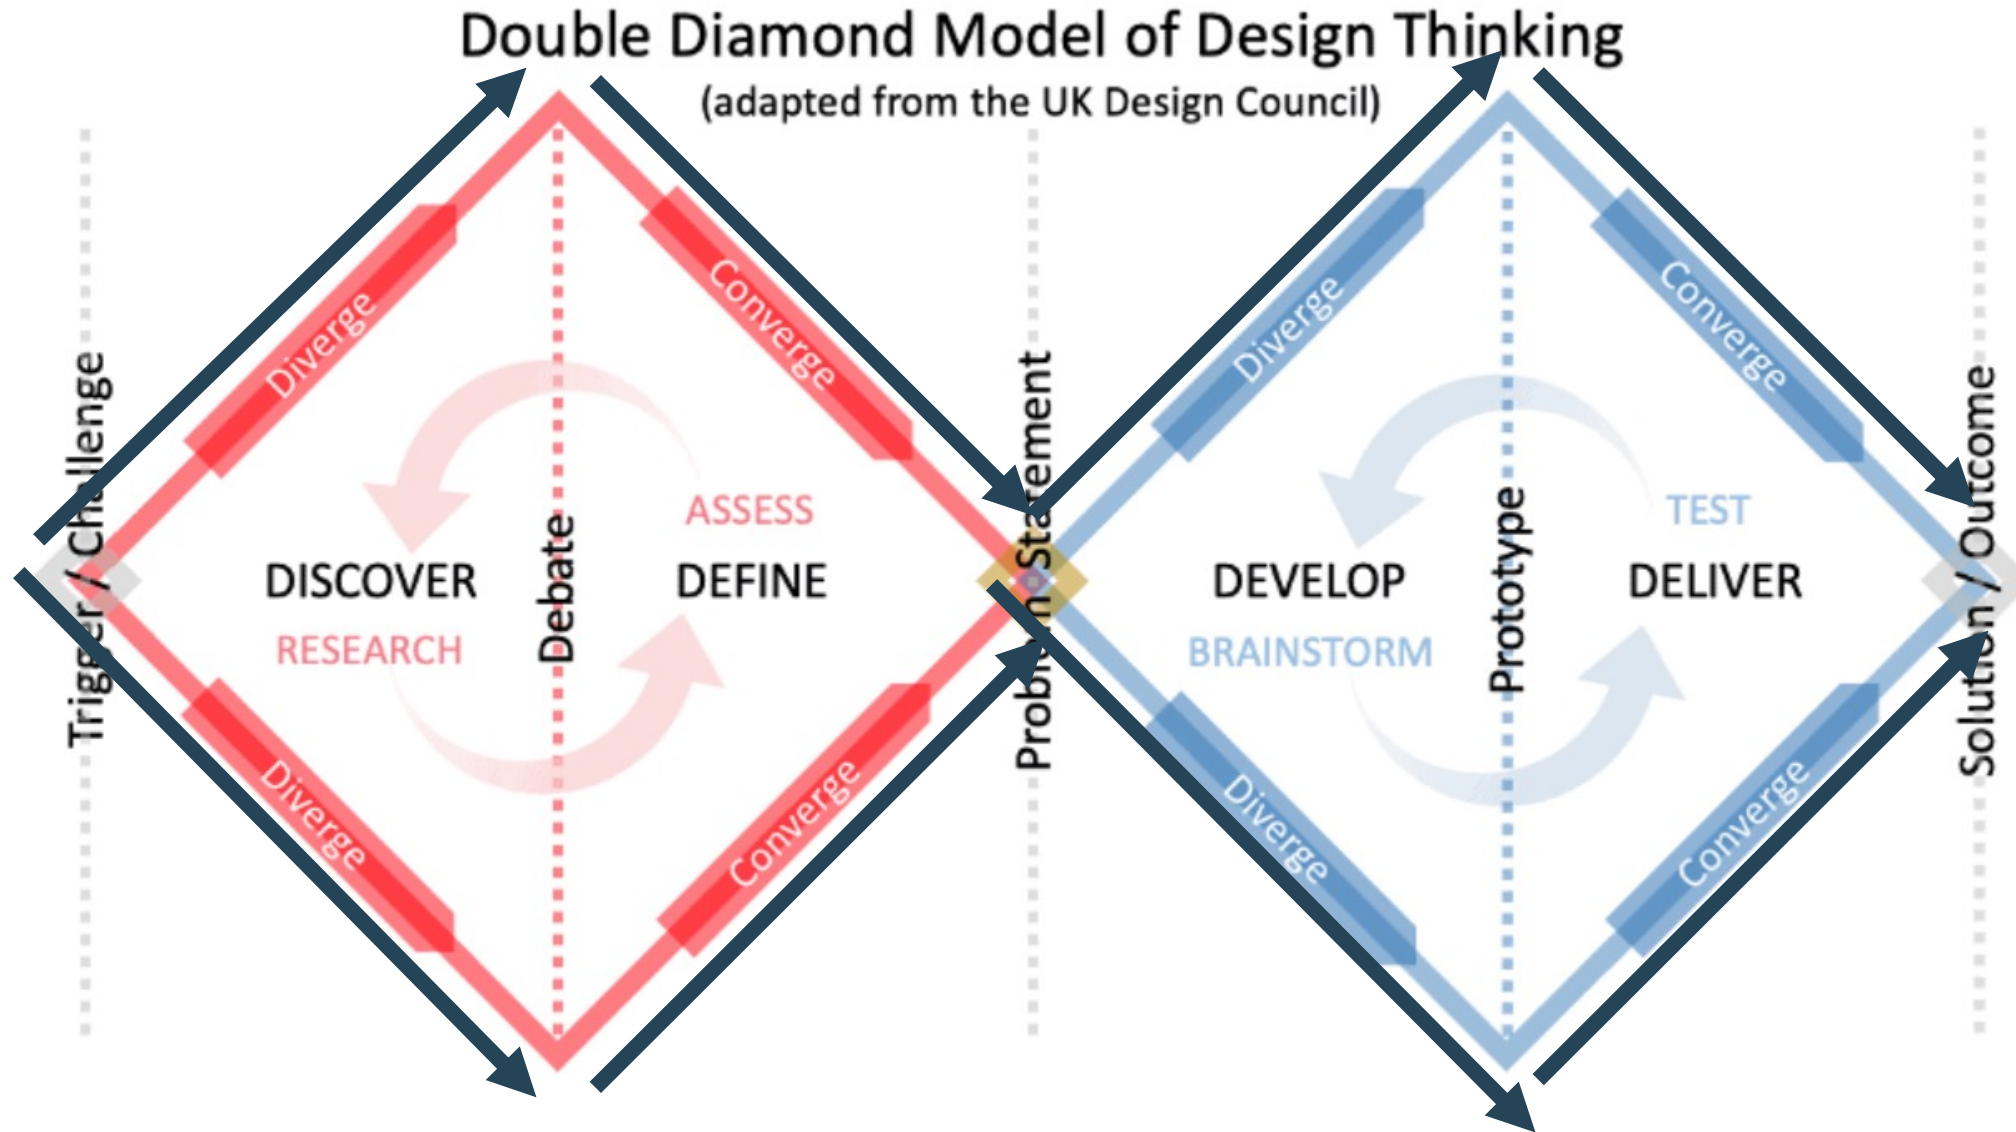 Double Diamond Model of Design Thinking
(adapted from the UK Design Council)
Trigger / Challenge
Diverge
Converge
DISCOVER
RESEARCH
Debate
ASSESS
DEFINE
Diverge
Converge
Problem Statement
Diverge
Converge
DEVELOP
BRAINSTORM
Prototype
TEST
DELIVER
Diverge
Converge
Solution / Outcome